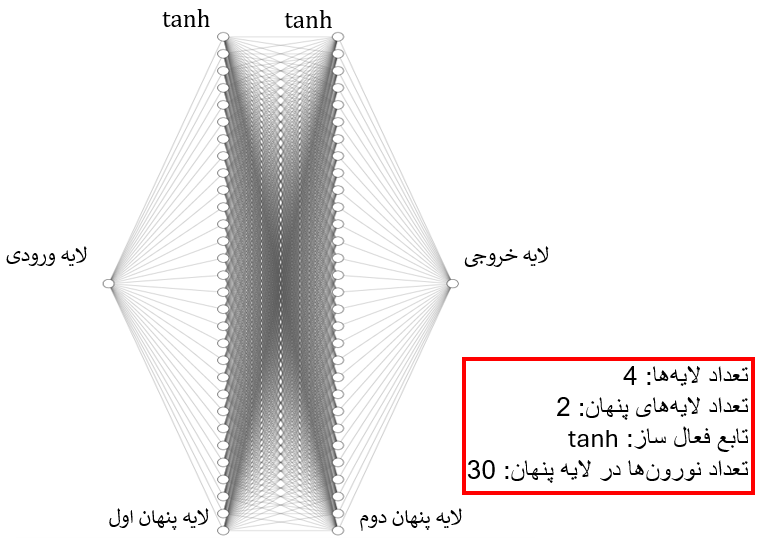 tanh
tanh
لایه ورودی
لایه خروجی
تعداد لایه‌ها: 4
تعداد لایه‌های پنهان: 2
تابع فعال ساز: tanh
تعداد نورون‌ها در لایه پنهان: 30
لایه پنهان اول
لایه پنهان دوم